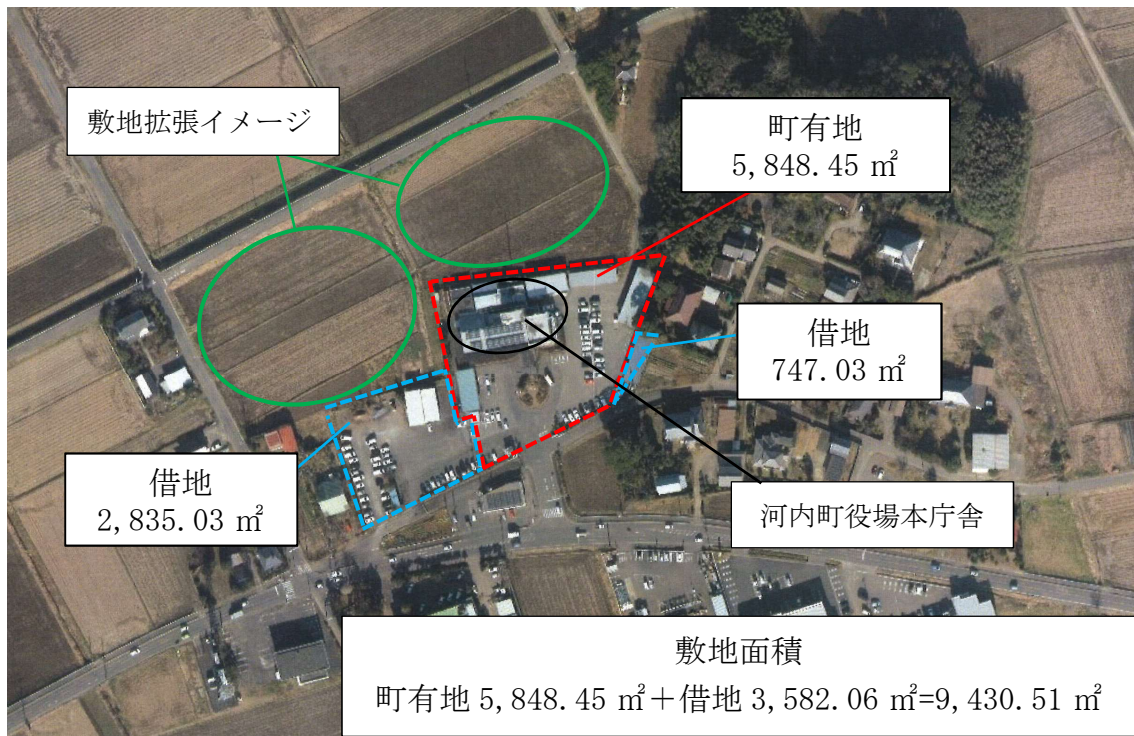 敷地拡張イメージ
町有地
5,848.45 ㎡
借地
747.03 ㎡
借地
2,835.03 ㎡
河内町役場本庁舎
敷地面積
町有地 5,848.45 ㎡＋借地 3,582.06 ㎡=9,430.51 ㎡